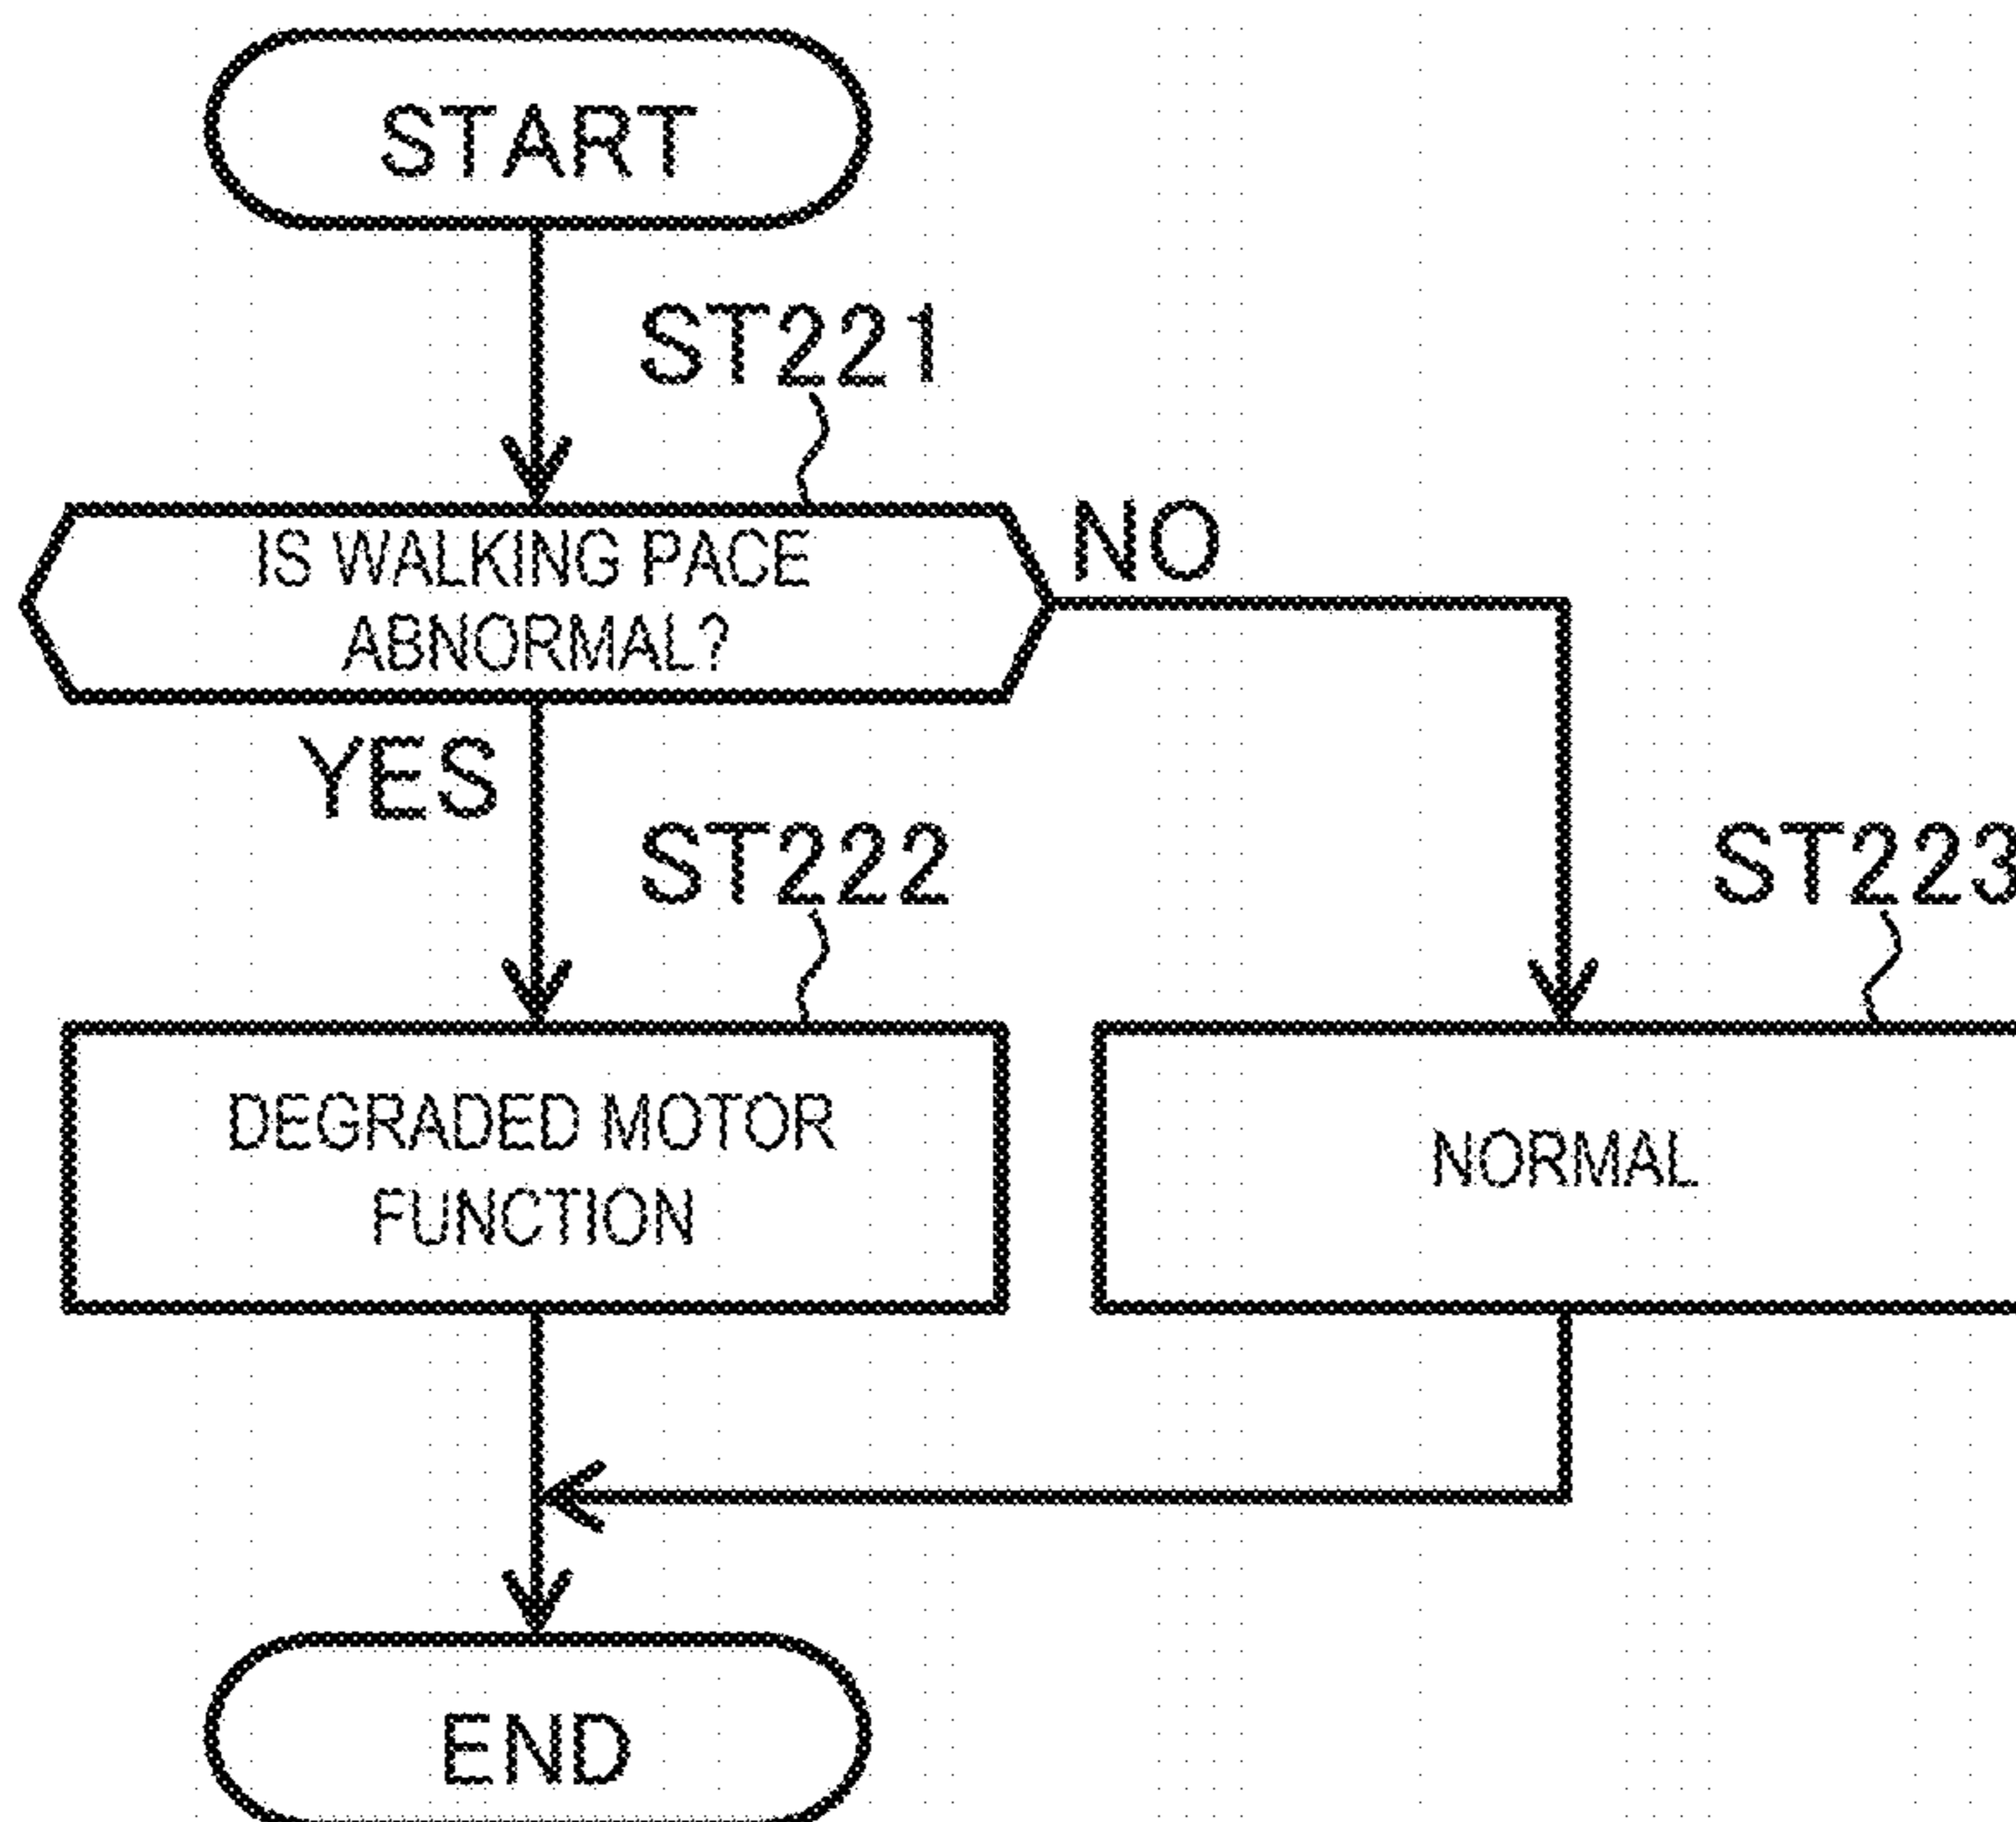 START
ST221
IS WALKING PACE
ABNORMAL?
NO
YES
ST222
ST223
DEGRADED MOTOR
FUNCTION
NORMAL
END